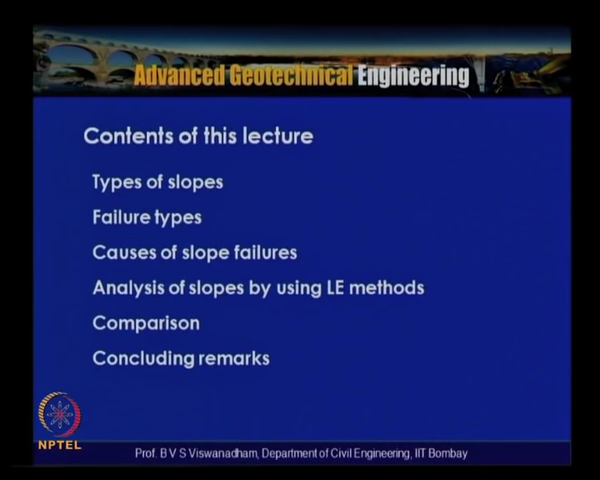 Advanced Geotechnical Engineering
Contents of this lecture
Types of slopes
Failure types
Causes of slope failures
Analysis of slopes by using LE methods
Comparison
Concluding remarks
NPTEL
Prof. B V S Viswanadham, Department of Civil Engineering, IIT Bombay